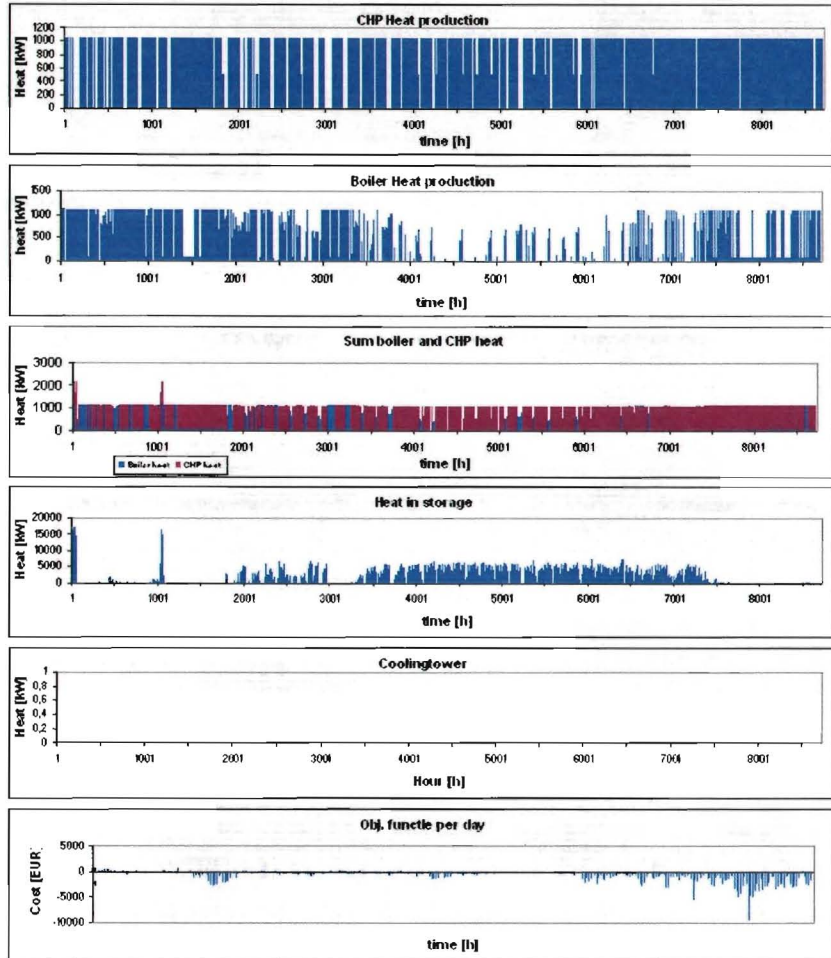 CHP Heat production
Heat [kW]
1200
1000
800
600
400
200
0
1 1001 2001 3001 4001 5001 6001 7001 8001
time [h]
Boiler Heat production
heat [kW]
1500
1000
500
0
1 1001 2001 3001 4001 5001 6001 7001 8001
time [h]
Sum boiler and CHP heat
Heat [kW]
3000
2000
1000
0
1 1001 2001 3001 4001 5001 6001 7001 8001
time [h]
Boiler heat CHP heat
Heat in storage
Heat [kW]
20000
15000
10000
5000
0
1 1001 2001 3001 4001 5001 6001 7001 8001
time [h]
Coolingtower
Heat [kW]
1
0,8
0,6
0,4
0,2
0
1 1001 2001 3001 4001 5001 6001 7001 8001
Hour [h]
Obj. functie per day
Cost [EUR]
5000
0
-5000
-10000
time [h]